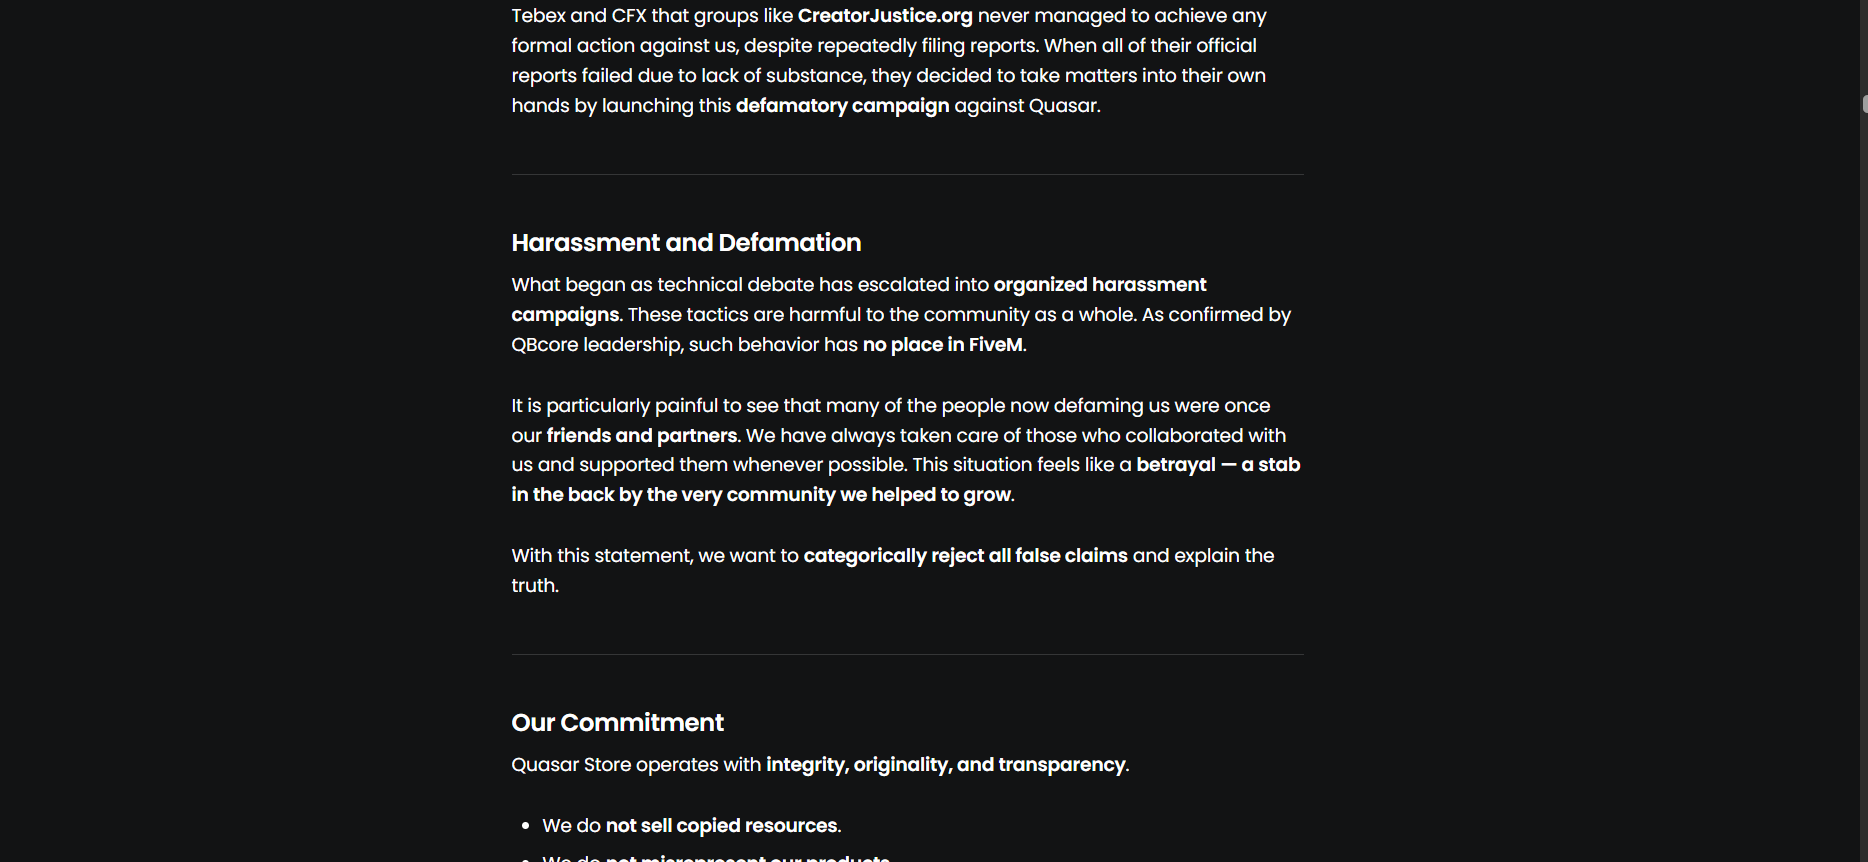 Tebex and CFX that groups like CreatorJustice.org never managed to achieve any
formal action against us, despite repeatedly filing reports. When all of their official
reports failed due to lack of substance, they decided to take matters into their own
hands by launching this defamatory campaign against Quasar.
Harassment and Defamation
What began as technical debate has escalated into organized harassment
campaigns. These tactics are harmful to the community as a whole. As confirmed by
QBcore leadership, such behavior has no place in FiveM.
It is particularly painful to see that many of the people now defaming us were once
our friends and partners. We have always taken care of those who collaborated with
us and supported them whenever possible. This situation feels like a betrayal — a stab
in the back by the very community we helped to grow.
With this statement, we want to categorically reject all false claims and explain the
truth.
Our Commitment
Quasar Store operates with integrity, originality, and transparency.
• We do not sell copied resources.
• We do not misrepresent our products.